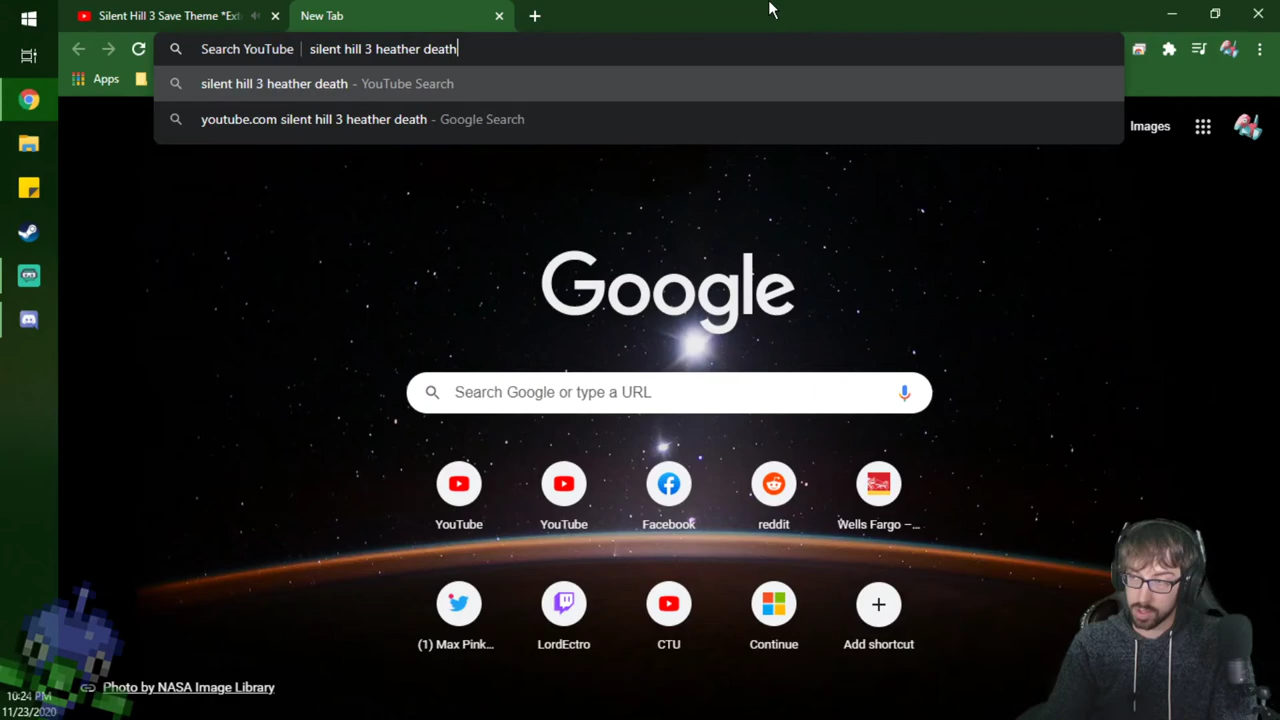 Silent Hill 3 Save Theme *Ext
New Tab
Search YouTube silent hill 3 heather death
Apps
silent hill 3 heather death - YouTube Search
youtube.com silent hill 3 heather death - Google Search
Images
Google
Search Google or type a URL
YouTube YouTube Facebook reddit Wells Fargo –...
(1) Max Pink... LordEctro CTU Continue Add shortcut
Photo by NASA Image Library
10:24 PM
11/23/2020